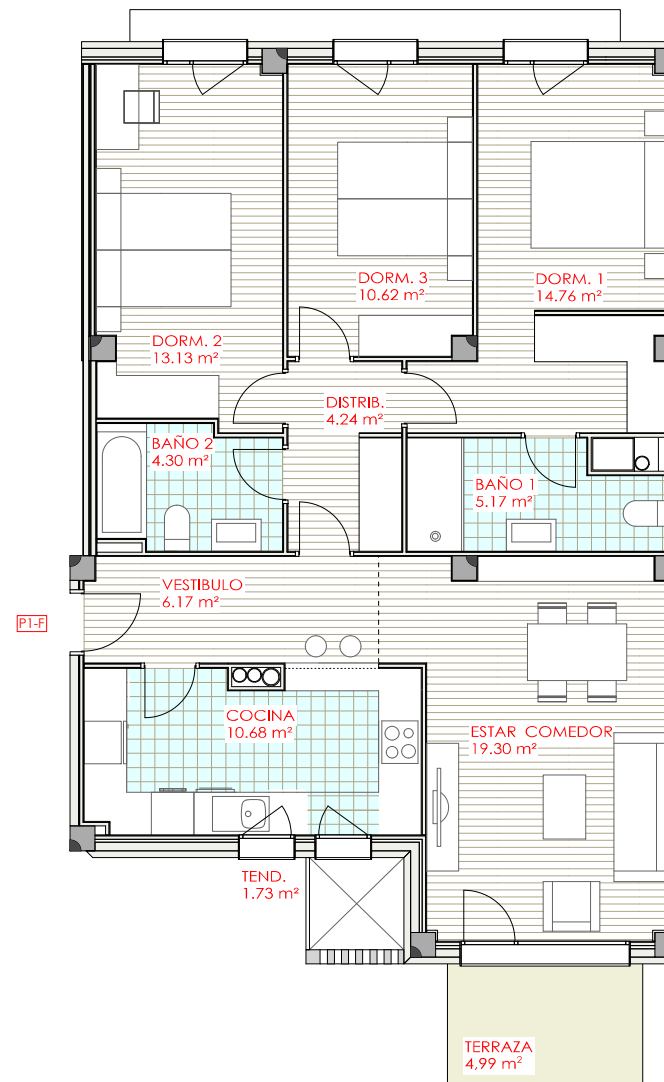 DORM. 3
10.62 m²
DORM. 1
14.76 m²
DORM. 2
13.13 m²
DISTRIB.
4.24 m²
BAÑO 2
4.30 m²
BAÑO 1
5.17 m²
VESTIBULO
6.17 m²
P1-F
COCINA
10.68 m²
ESTAR COMEDOR
19.30 m²
TEND.
1.73 m²
TERRAZA
4,99 m²